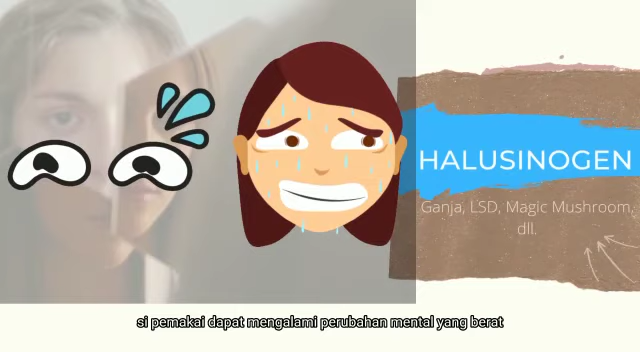 HALUSINOGEN
Ganja, LSD, Magic Mushroom,
dll.
si pemakai dapat mengalami perubahan mental yang berat